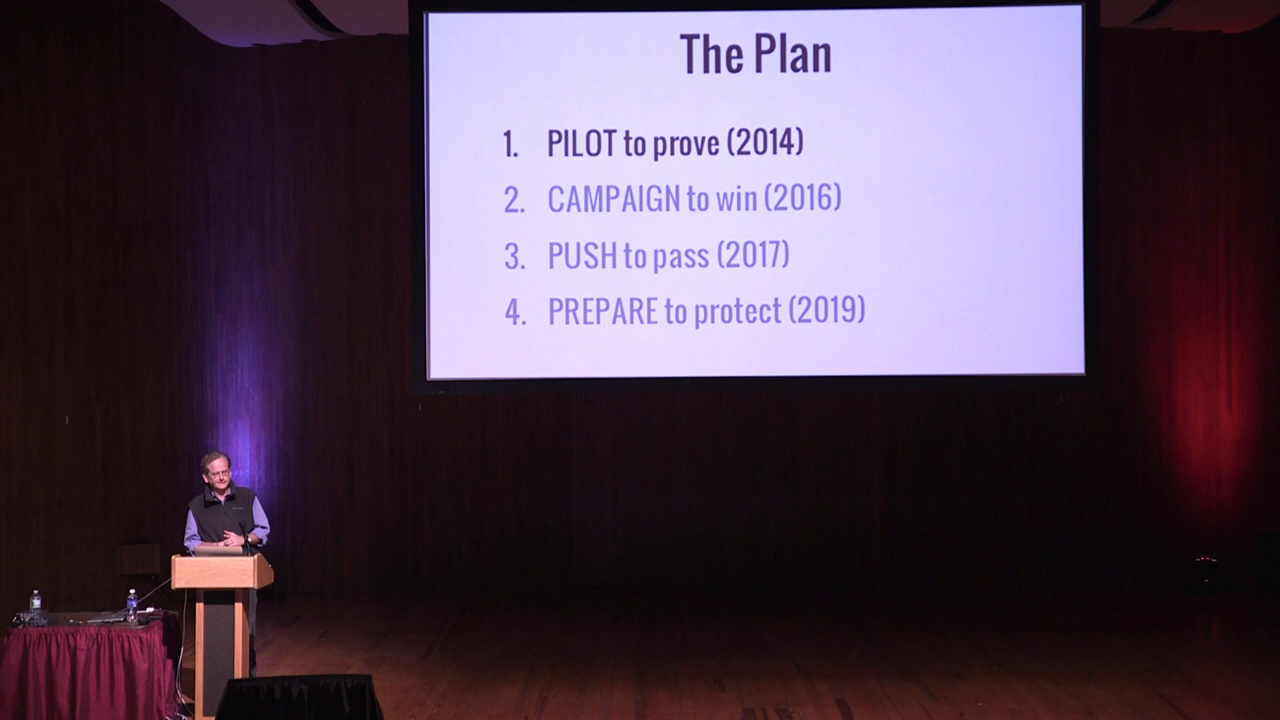 The Plan
1. PILOT to prove (2014)
2. CAMPAIGN to win (2016)
3. PUSH to pass (2017)
4. PREPARE to protect (2019)